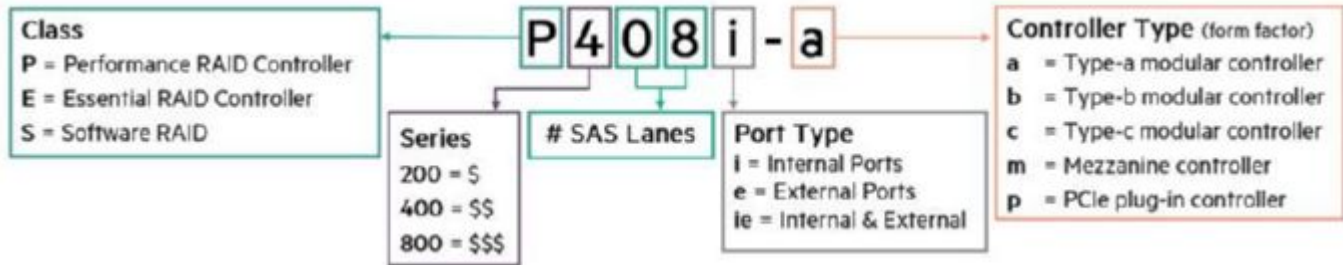 P408i-a
Class
P = Performance RAID Controller
E = Essential RAID Controller
S = Software RAID
Series
200 = $
400 = $$
800 = $$$
# SAS Lanes
Port Type
i = Internal Ports
e = External Ports
ie = Internal & External
Controller Type (form factor)
a = Type-a modular controller
b = Type-b modular controller
c = Type-c modular controller
m = Mezzanine controller
p = PCIe plug-in controller